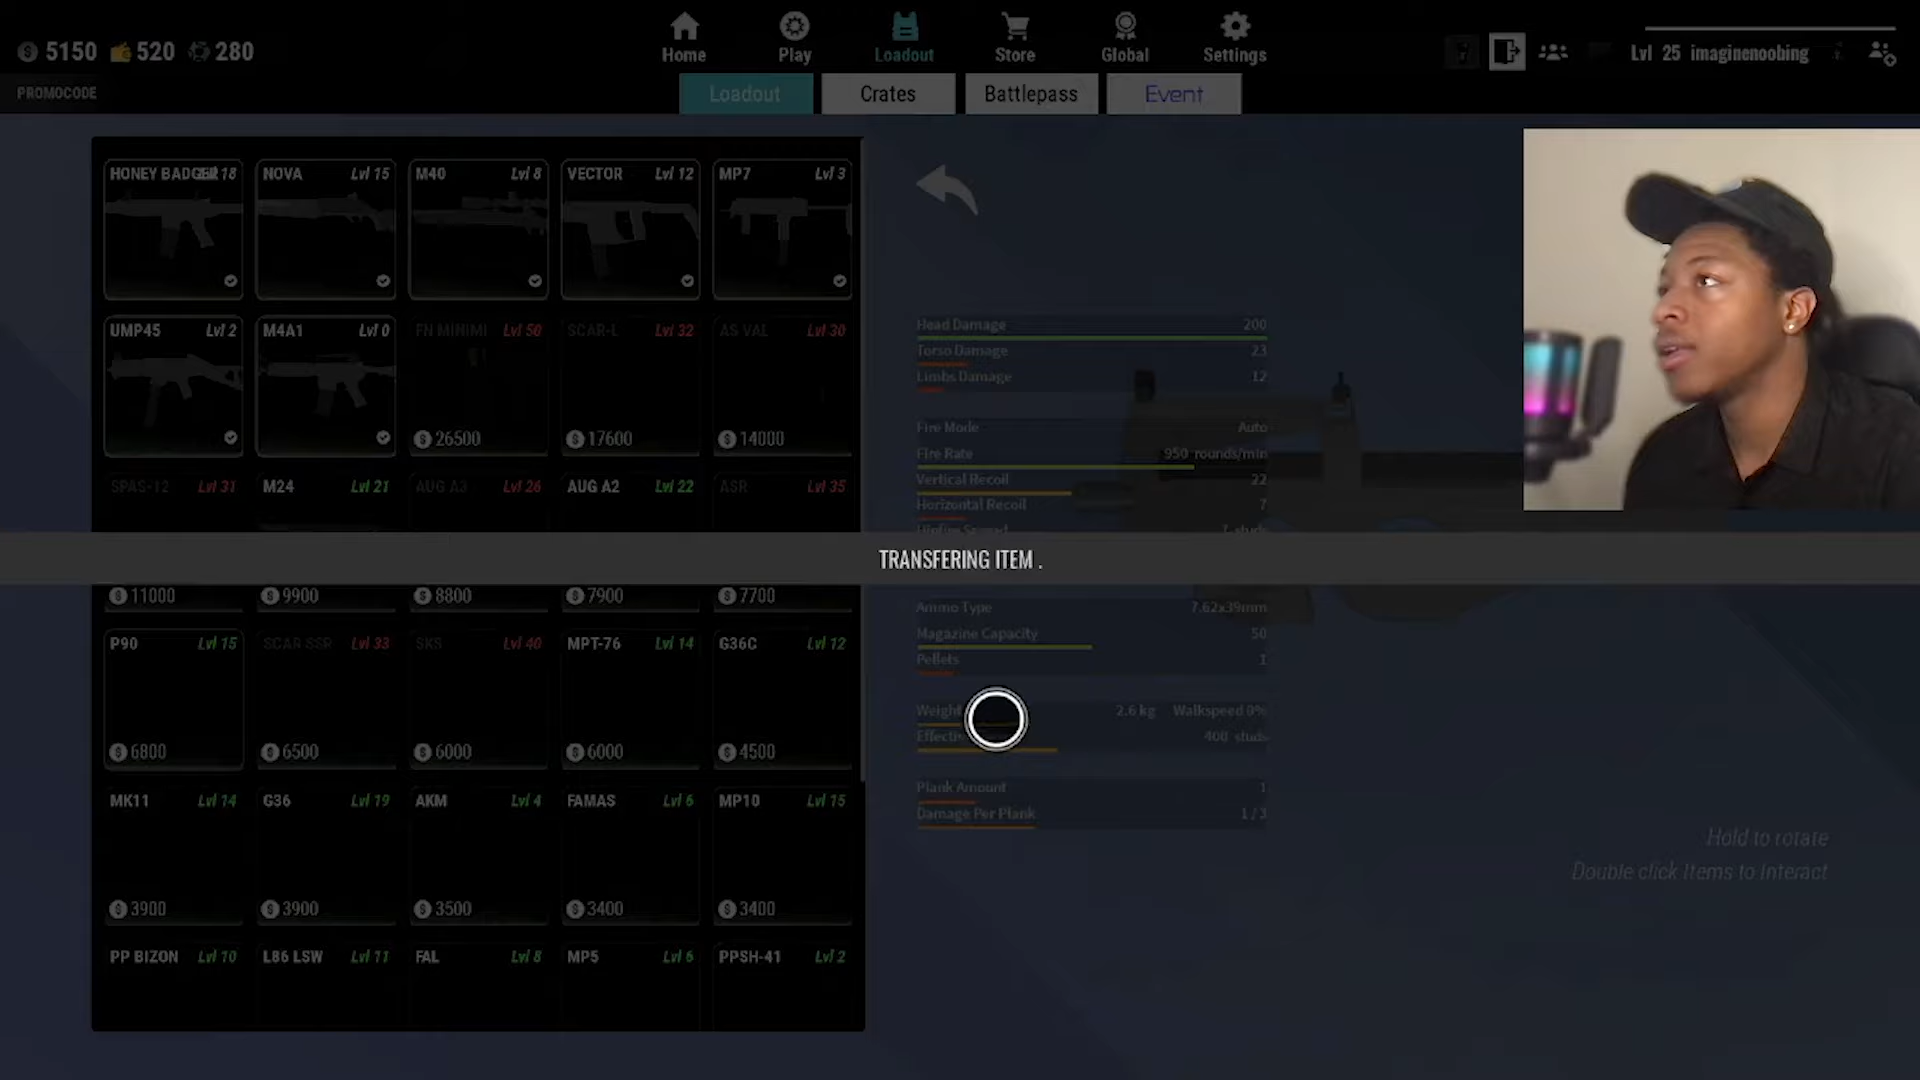 5150 520 280
Home Play Loadout Store Global Settings
Lvl 25 imaginenoobing
PROMOCODE
Loadout Crates Battlepass Event
HONEY BADGER 18 NOVA Lvl 15 M40 Lvl 8 VECTOR Lvl 12 MP7 Lvl 3
UMP45 Lvl 2 M4A1 Lvl 0 FN MINIMI Lvl 50 SCAR-L Lvl 32 AS VAL Lvl 30
26500 17600 14000
SPAS-12 Lvl 31 M24 Lvl 21 AUG A3 Lvl 26 AUG A2 Lvl 22 ASR Lvl 35
Head Damage 200
Torso Damage 23
Limbs Damage 12
Fire Mode Auto
Fire Rate 950 rounds/min
Vertical Recoil 22
Horizontal Recoil 7
TRANSFERING ITEM .
11000 9900 8800 7900 7700
P90 Lvl 15 SCAR SSR Lvl 33 SKS Lvl 40 MPT-76 Lvl 14 G36C Lvl 12
6800 6500 6000 6000 4500
MK11 Lvl 14 G36 Lvl 19 AKM Lvl 4 FAMAS Lvl 6 MP10 Lvl 15
3900 3900 3500 3400 3400
PP BIZON Lvl 10 L86 LSW Lvl 11 FAL Lvl 8 MP5 Lvl 6 PPSH-41 Lvl 2
Ammo Type 7.62x39mm
Magazine Capacity 50
Pellets 1
Weight 2.6 kg Walkspeed 0%
400 studs
Plank Amount 1
Damage Per Plank 1 / 3
Hold to rotate
Double click Items to Interact